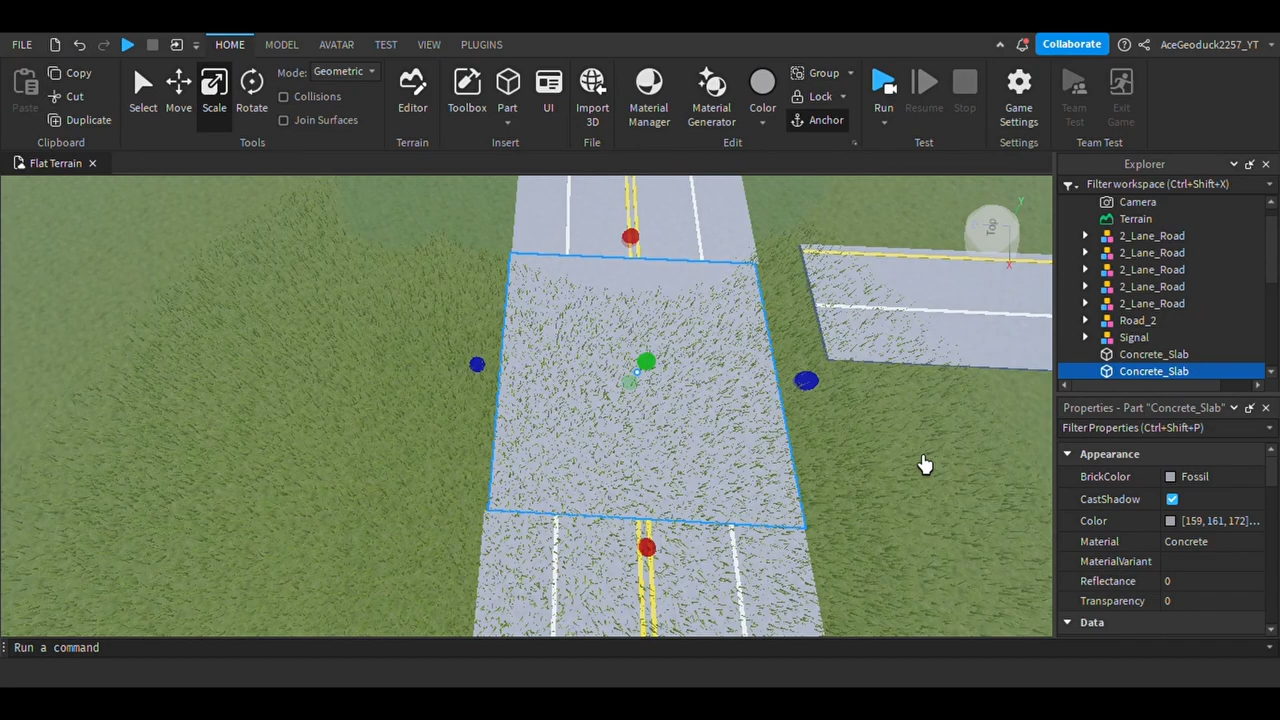 FILE HOME MODEL AVATAR TEST VIEW PLUGINS Collaborate AceGeoduck2257_YT
Paste Copy Cut Duplicate Clipboard
Select Move Scale Rotate Mode: Geometric Collisions Join Surfaces Tools
Editor Terrain
Toolbox Part UI Insert
Import 3D File
Material Manager Material Generator Color Group Lock Anchor Edit
Run Resume Stop Test
Game Settings Settings
Team Test Exit Game Team Test
Flat Terrain
Top
y
x
Explorer
Filter workspace (Ctrl+Shift+X)
Camera
Terrain
2_Lane_Road
2_Lane_Road
2_Lane_Road
2_Lane_Road
2_Lane_Road
Road_2
Signal
Concrete_Slab
Concrete_Slab
Properties - Part "Concrete_Slab"
Filter Properties (Ctrl+Shift+P)
Appearance
BrickColor Fossil
CastShadow
Color [159,161,172]...
Material Concrete
MaterialVariant
Reflectance 0
Transparency 0
Data
Run a command